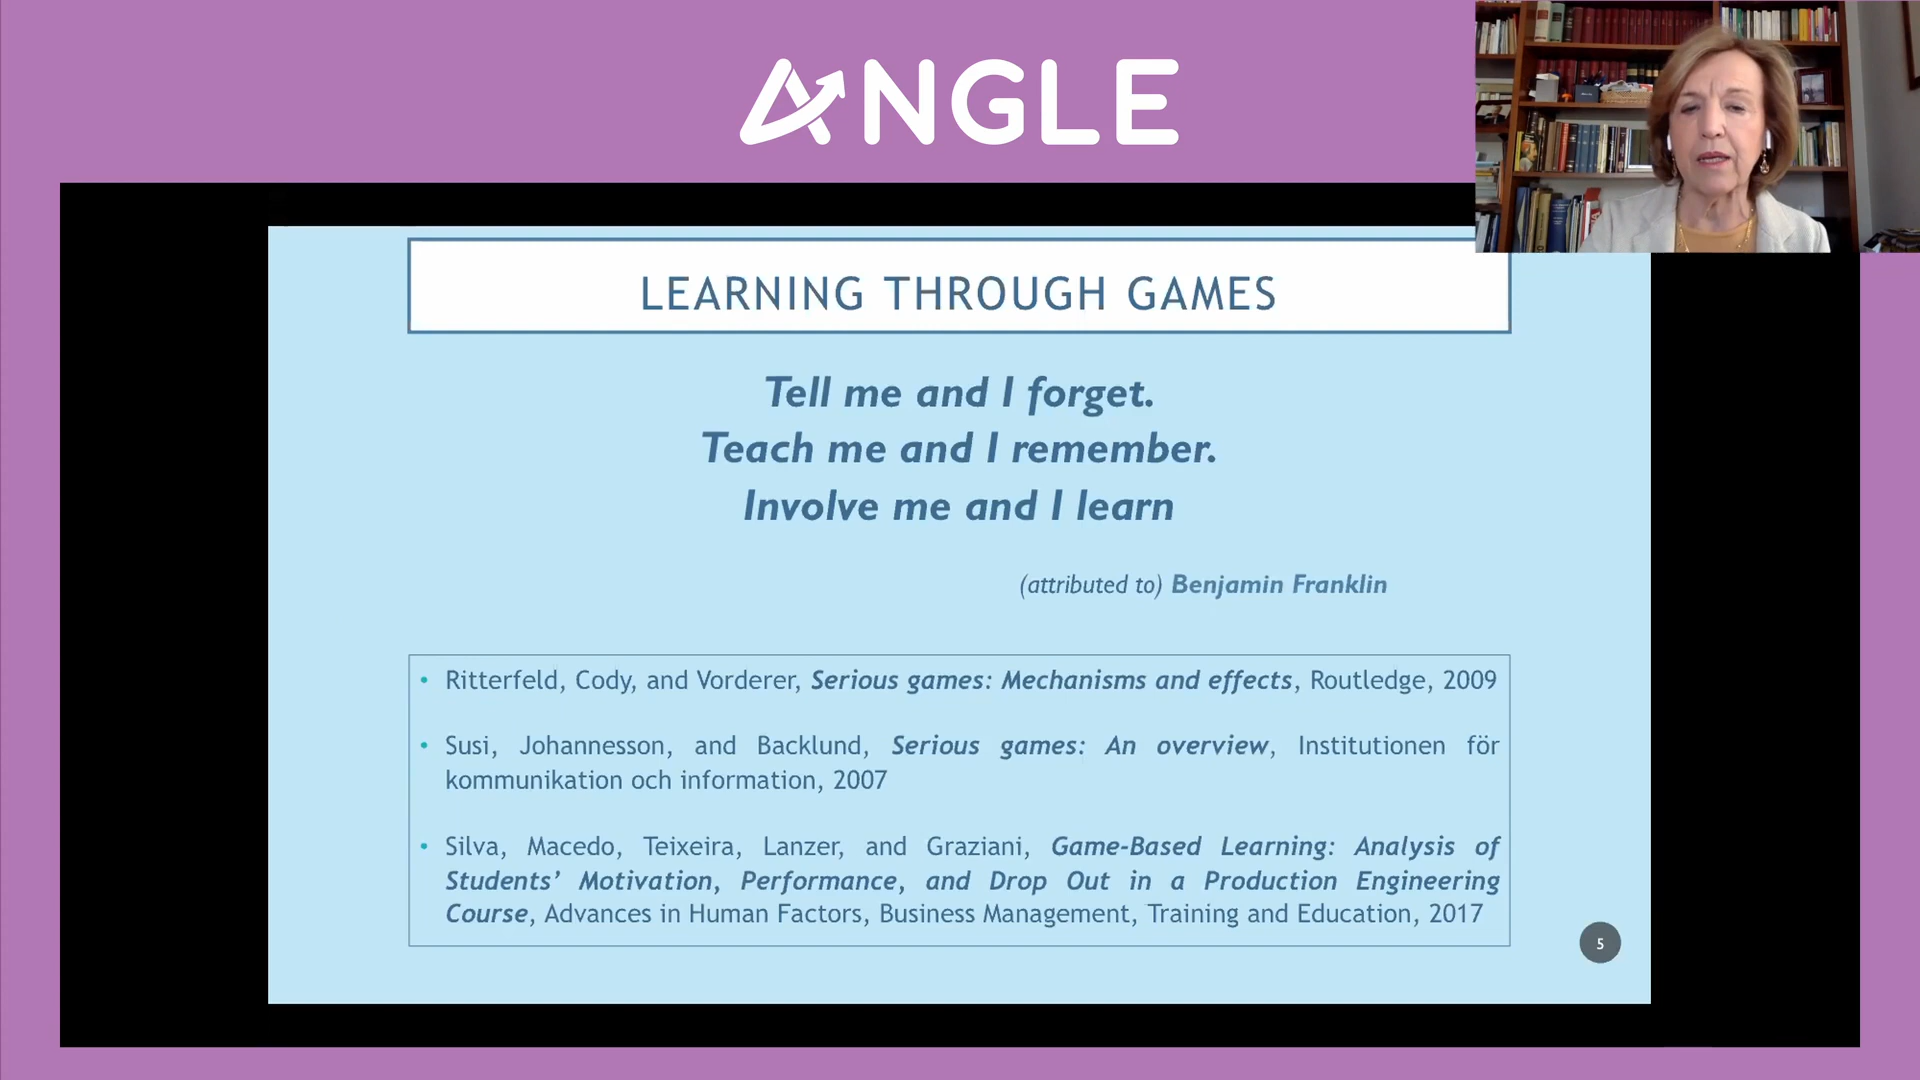 ANGLE
LEARNING THROUGH GAMES
Tell me and I forget.
Teach me and I remember.
Involve me and I learn
(attributed to) Benjamin Franklin
• Ritterfeld, Cody, and Vorderer, Serious games: Mechanisms and effects, Routledge, 2009
• Susi, Johannesson, and Backlund, Serious games: An overview, Institutionen för
kommunikation och information, 2007
• Silva, Macedo, Teixeira, Lanzer, and Graziani, Game-Based Learning: Analysis of
Students’ Motivation, Performance, and Drop Out in a Production Engineering
Course, Advances in Human Factors, Business Management, Training and Education, 2017
5